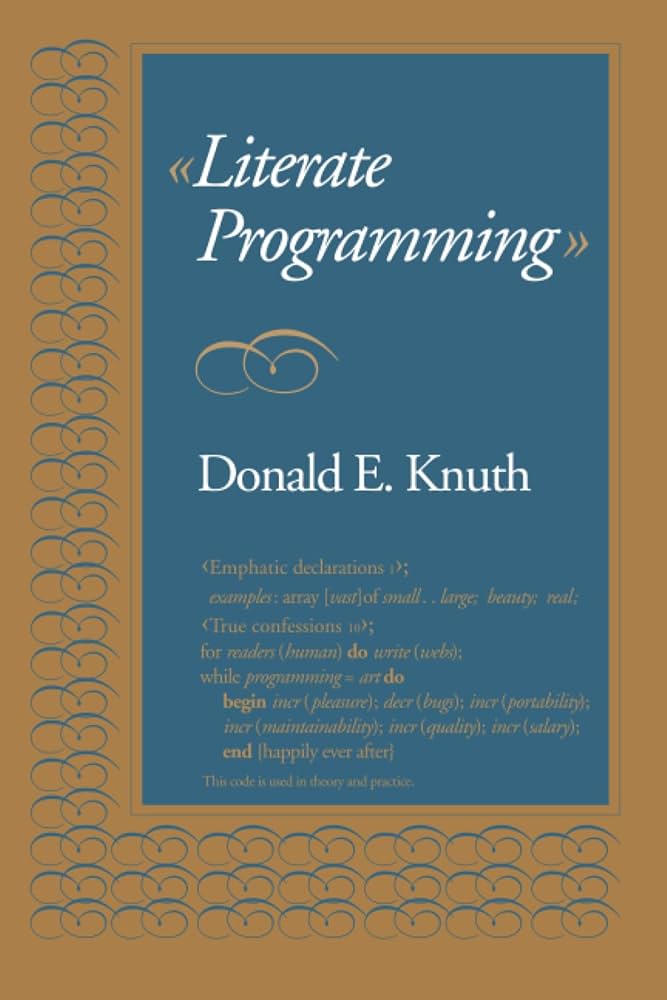 «Literate
Programming»
Donald E. Knuth
‹Emphatic declarations 1›;
examples: array [vast]of small . . large; beauty; real;
‹True confessions 10›;
for readers (human) do write (webs);
while programming = art do
begin incr (pleasure); decr (bugs); incr (portability);
incr (maintainability); incr (quality); incr (salary);
end {happily ever after}
This code is used in theory and practice.